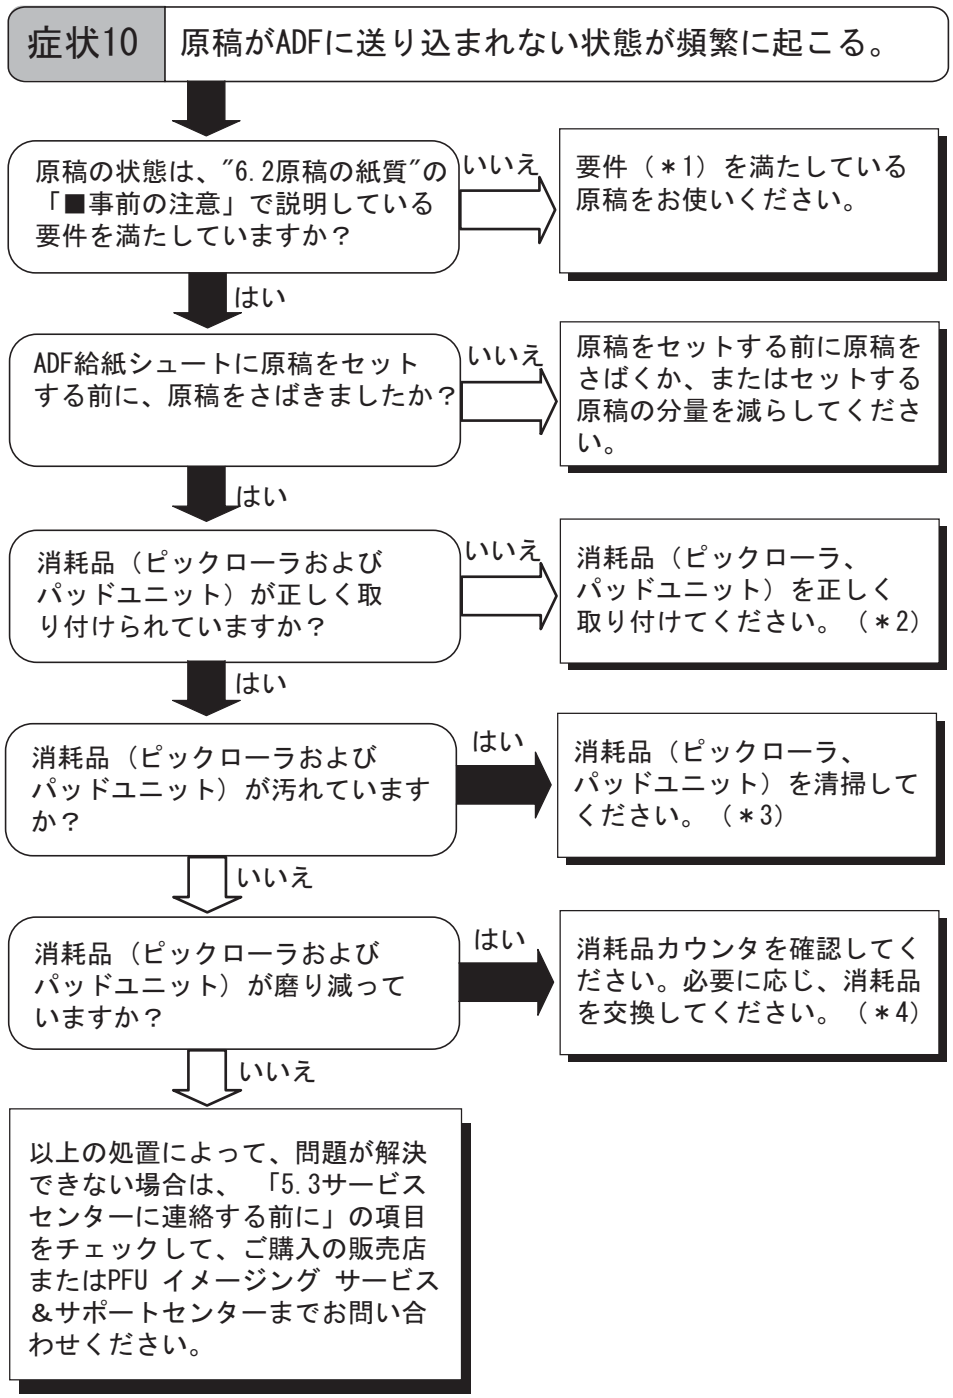 症状10
原稿がADFに送り込まれない状態が頻繁に起こる。
原稿の状態は、"6.2原稿の紙質"の
「■事前の注意」で説明している
要件を満たしていますか？
いいえ
要件（＊1）を満たしている
原稿をお使いください。
はい
ADF給紙シュートに原稿をセット
する前に、原稿をさばきましたか？
いいえ
原稿をセットする前に原稿を
さばくか、またはセットする
原稿の分量を減らしてくださ
い。
はい
消耗品（ピックローラおよび
パッドユニット）が正しく取
り付けられていますか？
いいえ
消耗品（ピックローラ、
パッドユニット）を正しく
取り付けてください。（＊2）
はい
消耗品（ピックローラおよび
パッドユニット）が汚れています
か？
はい
消耗品（ピックローラ、
パッドユニット）を清掃して
ください。（＊3）
いいえ
消耗品（ピックローラおよび
パッドユニット）が磨り減って
いますか？
はい
消耗品カウンタを確認してく
ださい。必要に応じ、消耗品
を交換してください。（＊4）
いいえ
以上の処置によって、問題が解決
できない場合は、 「5.3サービス
センターに連絡する前に」の項目
をチェックして、ご購入の販売店
またはPFU イメージング サービス
＆サポートセンターまでお問い合
わせください。